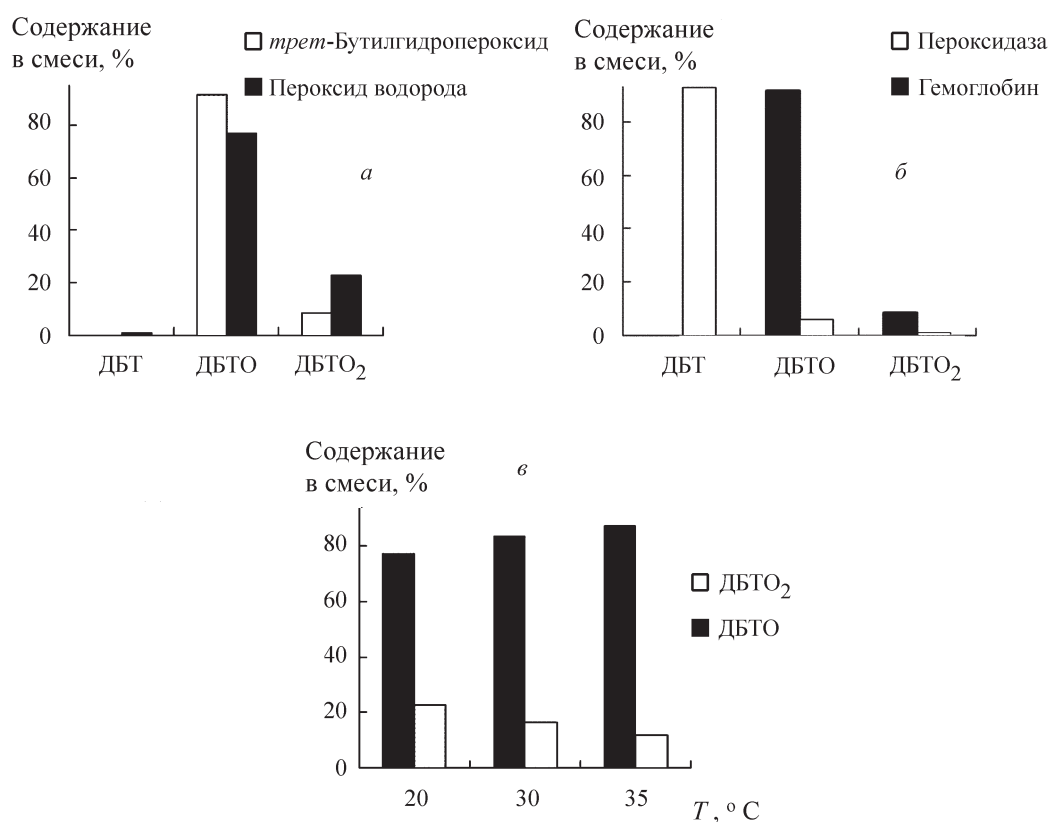 Содержание
в смеси, %
трет-Бутилгидропероксид
Пероксид водорода
80
60
40
20
0
а
ДБТ ДБТО ДБТО2
Содержание
в смеси, %
Пероксидаза
Гемоглобин
80
60
40
20
0
б
ДБТ ДБТО ДБТО2
Содержание
в смеси, %
в
80
60
40
20
0
ДБТО2
ДБТО
20 30 35
T , о С